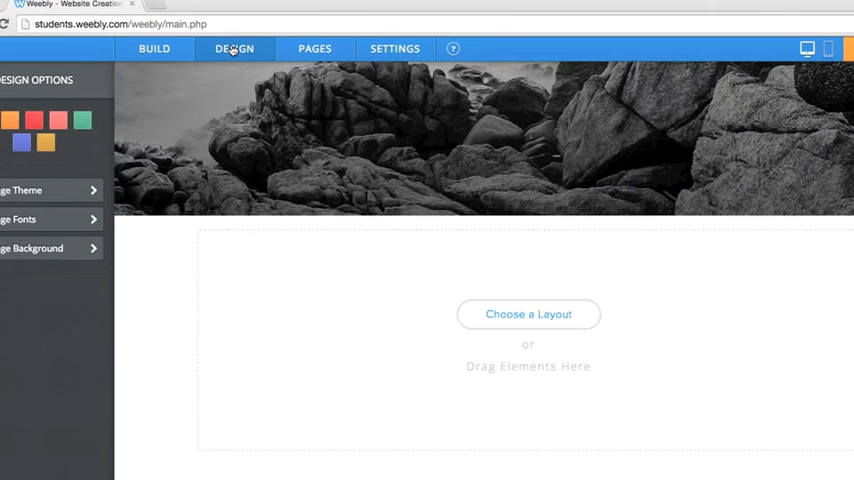 Weebly - Website Creation
students.weebly.com/weebly/main.php
BUILD DESIGN PAGES SETTINGS ?
DESIGN OPTIONS
ge Theme
ge Fonts
ge Background
Choose a Layout
or
Drag Elements Here